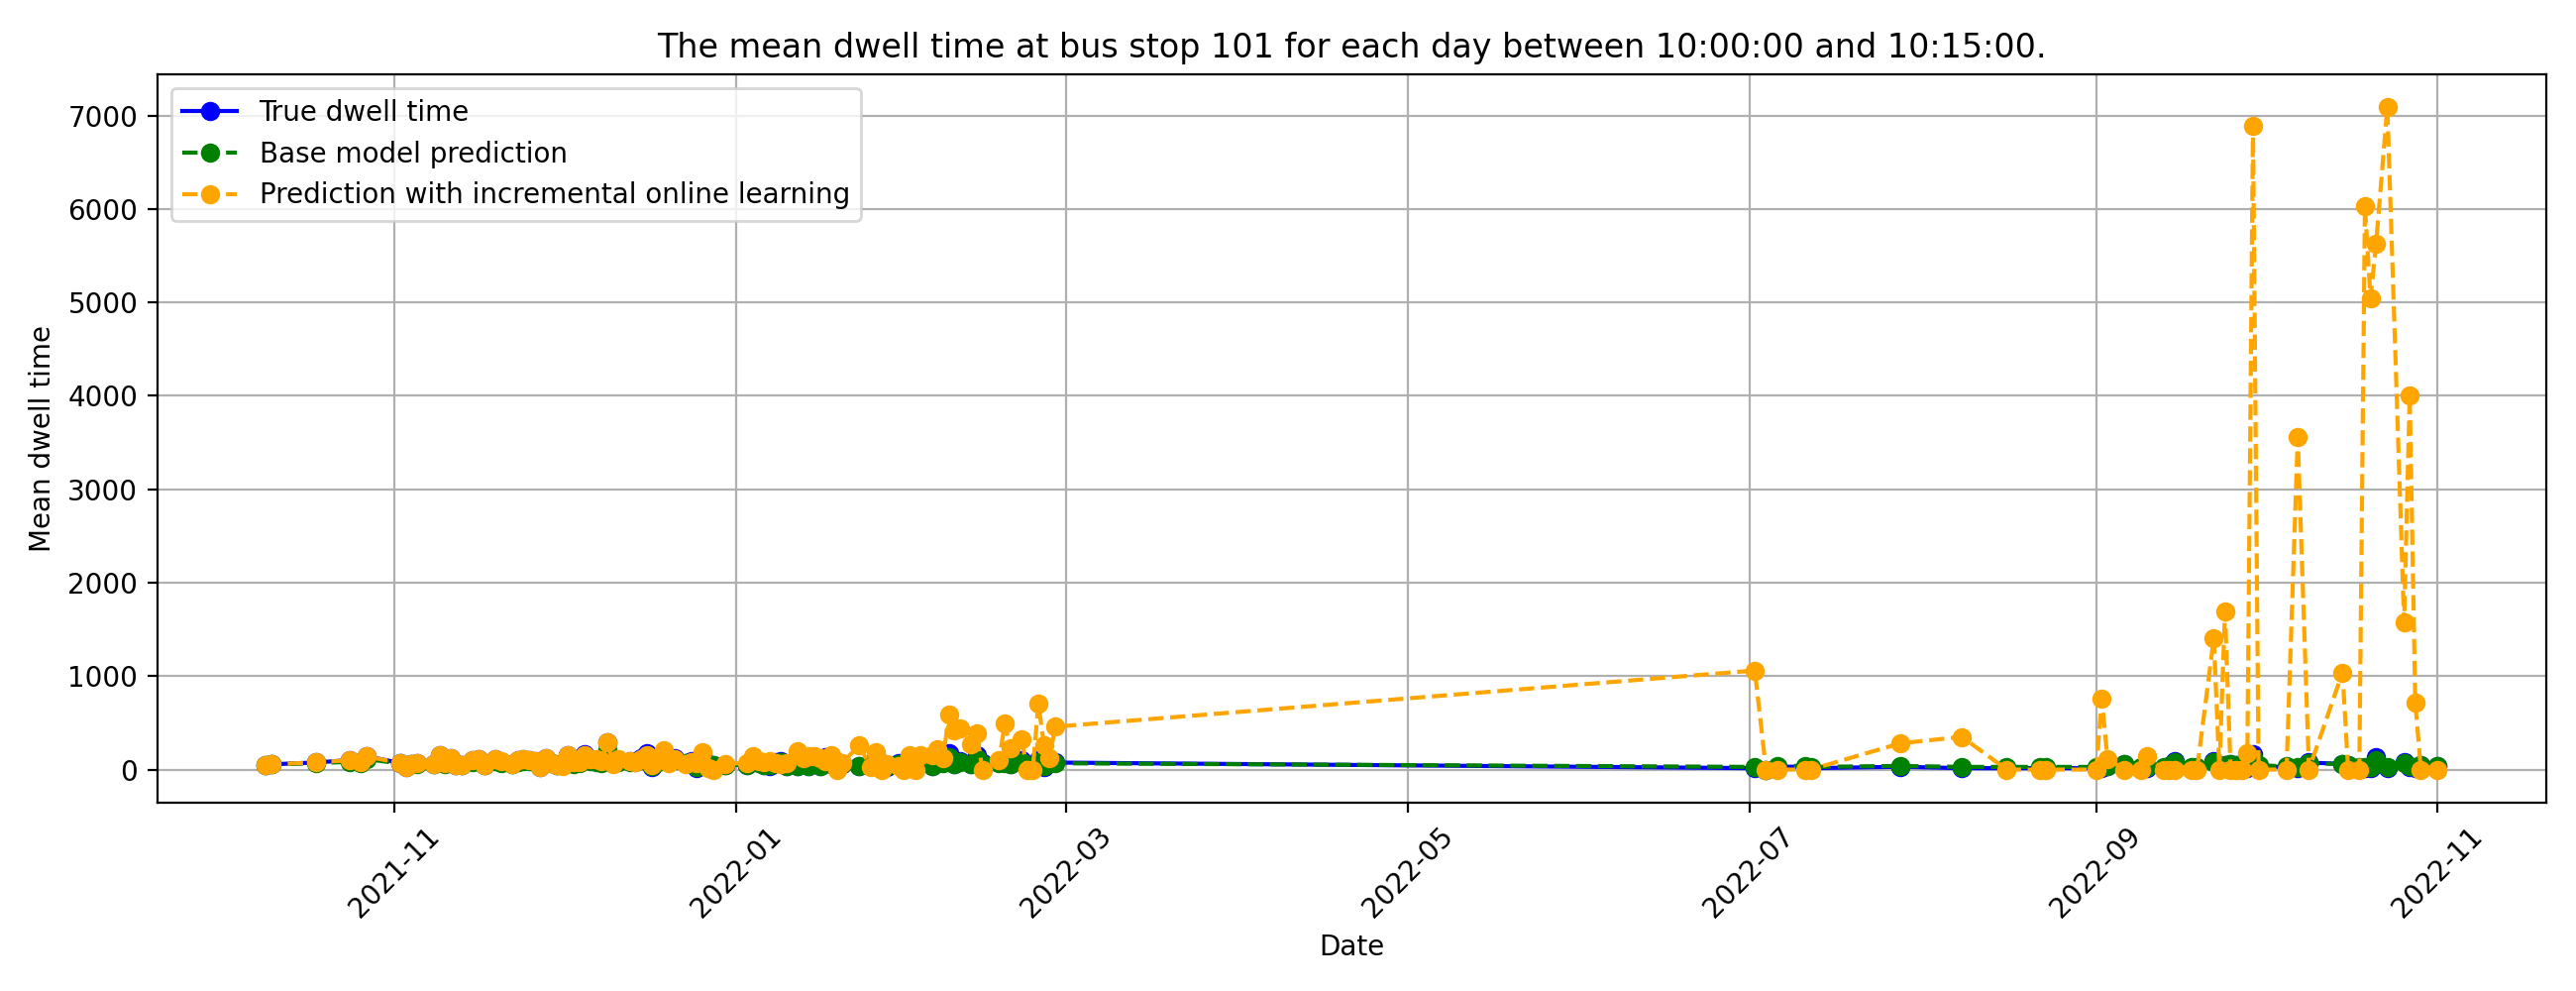 The mean dwell time at bus stop 101 for each day between 10:00:00 and 10:15:00.
True dwell time
Base model prediction
Prediction with incremental online learning
Mean dwell time
7000
6000
5000
4000
3000
2000
1000
0
2021-11
2022-01
2022-03
2022-05
2022-07
2022-09
2022-11
Date